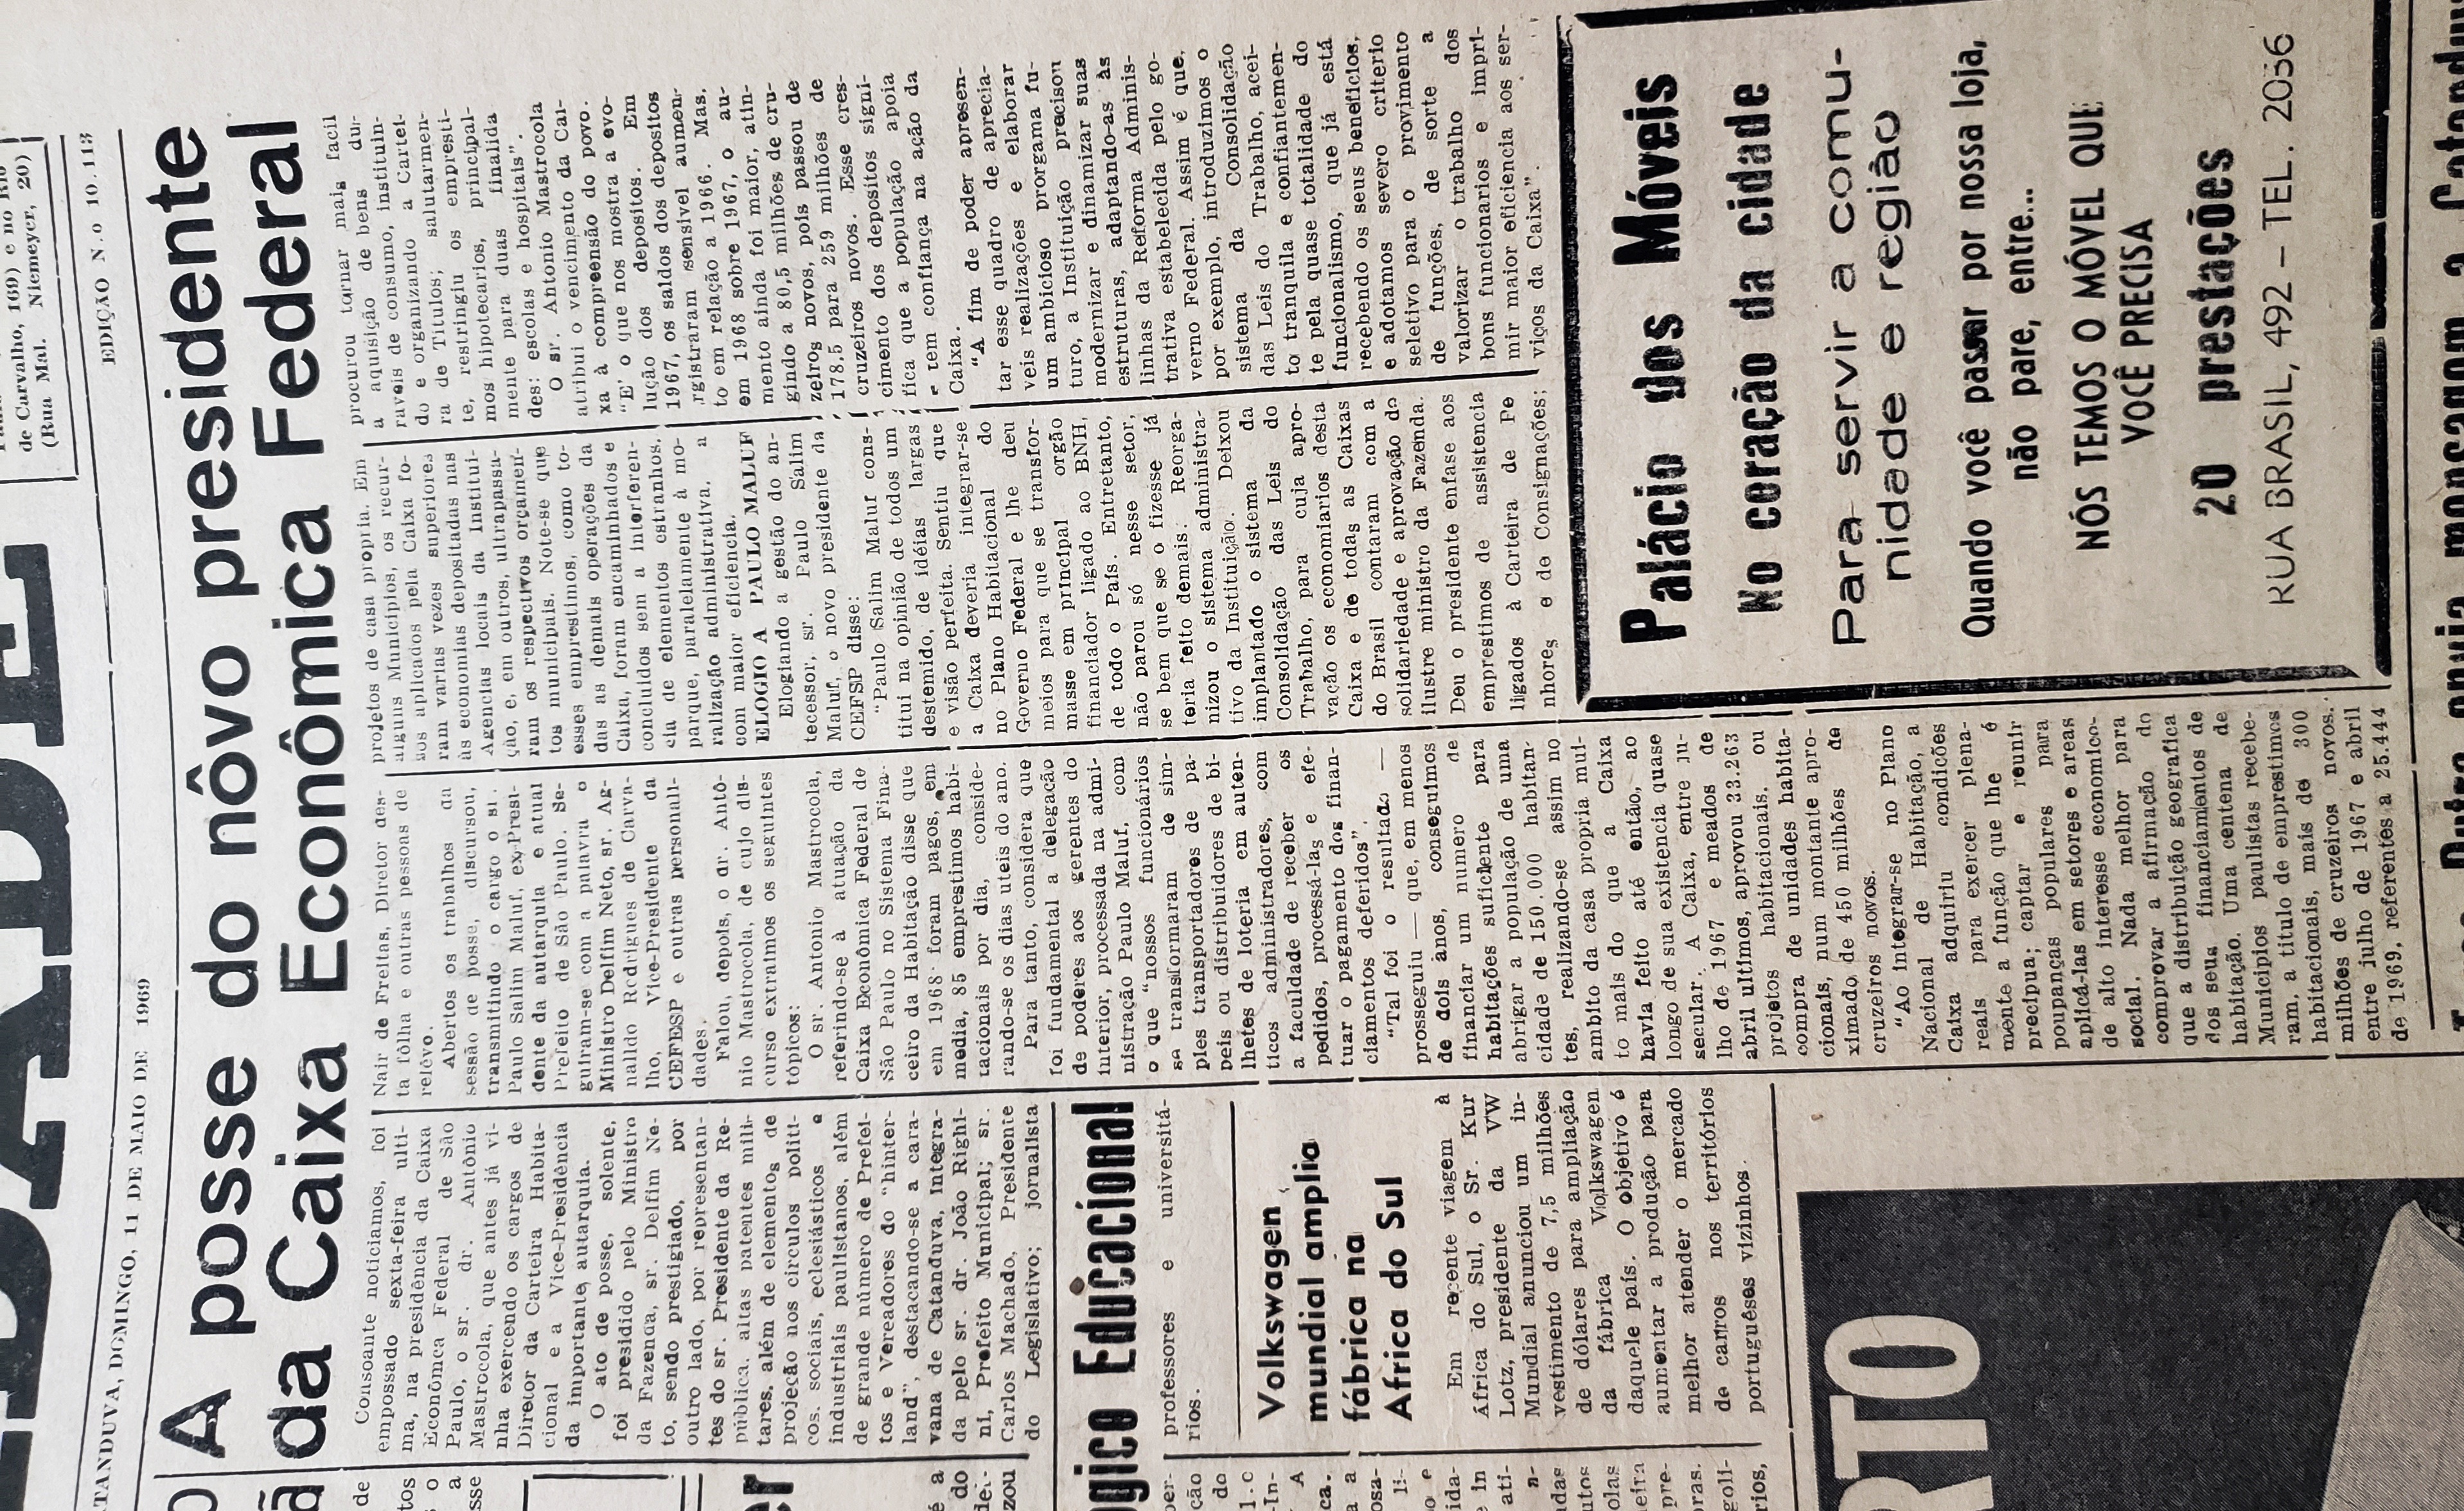 de Carvalho, 169) e no Rio
(Rua Mal. Niemeyer, 20)
CATANDUVA, DOMINGO, 11 DE MAIO DE 1969
EDIÇÃO N.o 10.113
A posse do nôvo presidente
da Caixa Econômica Federal
Consoante noticiamos, foi
empossado sexta-feira ulti-
ma, na presidência da Caixa
Econômca Federal de São
Paulo, o sr. dr. Antônio
Mastrocola, que antes já vi-
nha exercendo os cargos de
Diretor da Carteira Habita-
cional e a Vice-Presidência
da importante autarquia.
O ato de posse, solente,
foi presidido pelo Ministro
da Fazenda, sr. Delfim Ne-
to, sendo prestigiado, por
outro lado, por representan-
tes do sr. Presidente da Re-
pública, altas patentes mili-
tares, além de elementos de
projeção nos circulos politi-
cos, sociais, eclesiásticos e
industriais paulistanos, além
de grande número de Prefei-
tos e Vereadores do "hinter-
land", destacando-se a cara-
vana de Catanduva, integra-
da pelo sr. dr. João Righi-
ni, Prefeito Municipal; sr.
Carlos Machado, Presidente
do Legislativo; jornalista
Nair de Freitas, Diretor des-
ta fôlha e outras pessoas de
relêvo.
Abertos os trabalhos da
sessão de posse, discursou,
transmitindo o cargo o sr.
Paulo Salim Maluf, ex-Presi-
dente da autarquia e atual
Prefeito de São Paulo. Se-
guiram-se com a palavra o
Ministro Delfim Neto, sr. Ag-
nalldo Rodrigues de Carva-
lho, Vice-Presidente da
CEFESP e outras personali-
dades.
Falou, depois, o dr. Antô-
nio Mastrocola, de cujo dis-
curso extraímos os seguintes
tópicos:
O sr. Antonio Mastrocola,
referindo-se à atuação da
Caixa Econômica Federal de
São Paulo no Sistema Fina-
ceiro da Habitação disse que
em 1968 foram pagos, em
media, 85 emprestimos habi-
tacionais por dia, conside-
rando-se os dias uteis do ano.
Para tanto, considera que
foi fundamental a delegação
de poderes aos gerentes do
interior, processada na admi-
nistração Paulo Maluf, com
o que "nossos funcionários
se transformaram de sim-
ples transportadores de pa-
peis ou distribuidores de bi-
lhetes de loteria em auten-
ticos administradores, com
a faculdade de receber os
pedidos, processá-las e efe-
tuar o pagamento dos finan-
ciamentos deferidos".
"Tal foi o resultado —
prosseguiu — que, em menos
de dois anos, conseguimos
financiar um numero de
habitações suficiente para
abrigar a população de uma
cidade de 150.000 habitan-
tes, realizando-se assim no
ambito da casa propria mui-
to mais do que a Caixa
havia feito até então, ao
longo de sua existencia quase
secular. A Caixa, entre ju-
lho de 1967 e meados de
abril ultimos, aprovou 33.263
projetos habitacionais, ou
compra de unidades habita-
cionais, num montante apro-
ximado de 450 milhões de
cruzeiros novos.
"Ao integrar-se no Plano
Nacional de Habitação, a
Caixa adquiriu condições
reais para exercer plena-
mente a função que lhe é
precipua; captar e reunir
poupanças populares para
aplicá-las em setores e areas
de alto interesse economico-
social. Nada melhor para
comprovar a afirmação do
que a distribuição geografica
dos seus financiamentos de
habitação. Uma centena de
Municipios paulistas recebe-
ram, a titulo de emprestimos
habitacionais, mais de 300
milhões de cruzeiros novos.
entre julho de 1967 e abril
de 1969, referentes a 25.444
projetos de casa propria. Em
alguns Municipios, os recur-
sos aplicados pela Caixa fo-
ram varias vezes superiores
às economias depositadas nas
Agencias locais da Institui-
ção, e, em outros, ultrapassa-
ram os respectivos orçamen-
tos municipais. Note-se que
esses emprestimos, como to-
das as demais operações da
Caixa, foram encaminhados e
concluidos sem a interferen-
cia de elementos estranhos,
parque, paralelamente à mo-
ralização administrativa, a
com maior eficiencia.
ELOGIO A PAULO MALUF
Elogiando a gestão do an-
tecessor, sr. Paulo Salim
Maluf, o novo presidente da
CEFSP disse:
"Paulo Salim Maluf cons-
titui na opinião de todos um
destemido, de idéias largas
e visão perfeita. Sentiu que
a Caixa deveria integrar-se
no Plano Habitacional do
Governo Federal e lhe deu
meios para que se transfor-
masse em principal orgão
financiador ligado ao BNH,
de todo o País. Entretanto,
não parou só nesse setor,
se bem que se o fizesse já
teria feito demais. Reorga-
nizou o sistema administra-
tivo da Instituição. Deixou
implantado o sistema da
Consolidação das Leis do
Trabalho, para cuja apro-
vação os economiarios desta
Caixa e de todas as Caixas
do Brasil contaram com a
solidariedade e aprovação do
ilustre ministro da Fazenda.
Deu o presidente enfase aos
emprestimos de assistencia
ligados à Carteira de Pe
nhores e de Consignações;
procurou tornar mais facil
a aquisição de bens du-
raveis de consumo, instituin-
do e organizando a Cartei-
ra de Titulos; salutarmen-
te, restringiu os empresti-
mos hipotecarios, principal-
mente para duas finalida
des: escolas e hospitais".
O sr. Antonio Mastrocola
atribui o vencimento da Cai-
xa à compreensão do povo.
"E' o que nos mostra a evo-
lução dos depositos. Em
1967, os saldos dos depositos
rgistraram sensivel aumen-
to em relação a 1966. Mas,
em 1968 sobre 1967, o au-
mento ainda foi maior, atin-
gindo a 80,5 milhões de cru-
zeiros novos, pois passou de
178,5 para 259 milhões de
cruzeiros novos. Esse cres-
cimento dos depositos signi-
fica que a população apoia
e tem confiança na ação da
Caixa.
"A fim de poder apresen-
tar esse quadro de aprecia-
veis realizações e elaborar
um ambicioso prorgama fu-
turo, a Instituição precisou
modernizar e dinamizar suas
estruturas, adaptando-as às
linhas da Reforma Adminis-
trativa estabelecida pelo go-
verno Federal. Assim é que,
por exemplo, introduzimos o
sistema da Consolidação
das Leis do Trabalho, acei-
to tranquila e confiantemen-
te pela quase totalidade do
funcionalismo, que já está
recebendo os seus beneficios,
e adotamos severo criterio
seletivo para o provimento
de funções, de sorte a
valorizar o trabalho dos
bons funcionarios e impri-
mir maior eficiencia aos ser-
viços da Caixa".
gico Educacional
professores e universitá-
rios.
Volkswagen
mundial amplia
fábrica na
Africa do Sul
Em recente viagem à
África do Sul, o Sr. Kur
Lotz, presidente da VW
Mundial anunciou um in-
vestimento de 7,5 milhões
de dólares para ampliação
da fábrica Volkswagen
daquele país. O objetivo é
aumentar a produção para
melhor atender o mercado
de carros nos territórios
portuguêses vizinhos.
Palácio dos Móveis
No coração da cidade
Para servir a comu-
nidade e região
Quando você passar por nossa loja,
não pare, entre...
NÓS TEMOS O MÓVEL QUE
VOCÊ PRECISA
20 prestações
RUA BRASIL, 492 – TEL. 2036
RTO